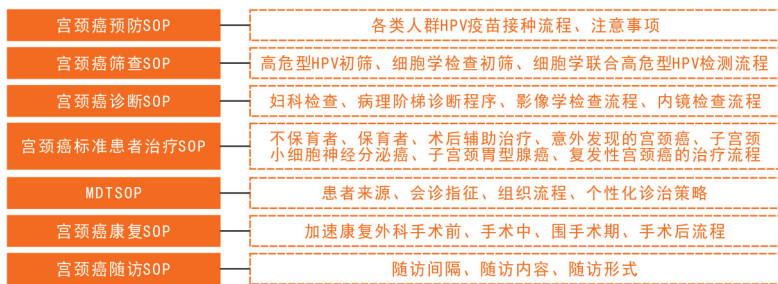 宫颈癌预防SOP
各类人群HPV疫苗接种流程、注意事项
宫颈癌筛查SOP
高危型HPV初筛、细胞学检查初筛、细胞学联合高危型HPV检测流程
宫颈癌诊断SOP
妇科检查、病理阶梯诊断程序、影像学检查流程、内镜检查流程
宫颈癌标准患者治疗SOP
不保育者、保育者、术后辅助治疗、意外发现的宫颈癌、子宫颈
小细胞神经分泌癌、子宫颈胃型腺癌、复发性宫颈癌的治疗流程
MDTSOP
患者来源、会诊指征、组织流程、个性化诊治策略
宫颈癌康复SOP
加速康复外科手术前、手术中、围手术期、手术后流程
宫颈癌随访SOP
随访间隔、随访内容、随访形式